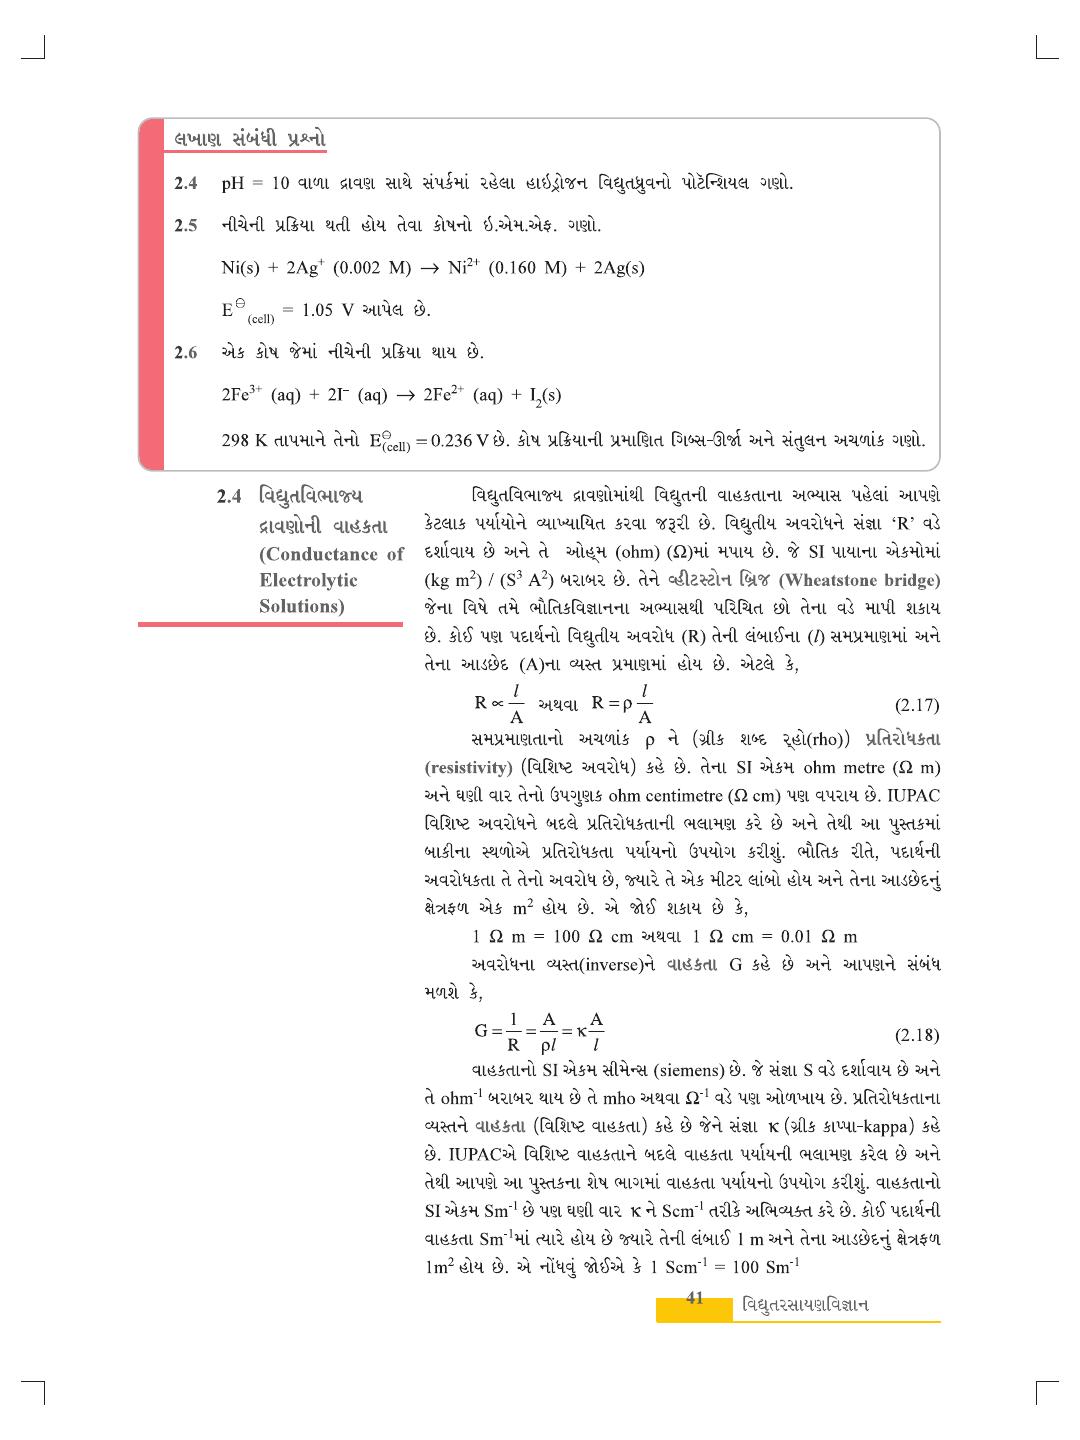 લખાણ સંબંધી પ્રશ્નો
2.4 pH = 10 વાળા દ્રાવણ સાથે સંપર્કમાં રહેલા હાઇડ્રોજન વિદ્યુતધ્રુવનો પોટૅન્શિયલ ગણો.
2.5 નીચેની પ્રક્રિયા થતી હોય તેવા કોષનો ઇ.એમ.એફ. ગણો.
Ni(s) + 2Ag⁺ (0.002 M) → Ni²⁺ (0.160 M) + 2Ag(s)
E⊖(cell) = 1.05 V આપેલ છે.
2.6 એક કોષ જેમાં નીચેની પ્રક્રિયા થાય છે.
2Fe³⁺ (aq) + 2I⁻ (aq) → 2Fe²⁺ (aq) + I₂(s)
298 K તાપમાને તેનો E⊖(cell) = 0.236 V છે. કોષ પ્રક્રિયાની પ્રમાણિત ગિબ્સ-ઊર્જા અને સંતુલન અચળાંક ગણો.
2.4 વિદ્યુતવિભાજ્ય
દ્રાવણોની વાહકતા
(Conductance of
Electrolytic
Solutions)
વિદ્યુતવિભાજ્ય દ્રાવણોમાંથી વિદ્યુતની વાહકતાના અભ્યાસ પહેલાં આપણે
કેટલાક પર્યાયોને વ્યાખ્યાયિત કરવા જરૂરી છે. વિદ્યુતીય અવરોધને સંજ્ઞા ‘R’ વડે
દર્શાવાય છે અને તે ઓહ્મ (ohm) (Ω)માં મપાય છે. જે SI પાયાના એકમોમાં
(kg m²) / (S³ A²) બરાબર છે. તેને વ્હીટસ્ટોન બ્રિજ (Wheatstone bridge)
જેના વિષે તમે ભૌતિકવિજ્ઞાનના અભ્યાસથી પરિચિત છો તેના વડે માપી શકાય
છે. કોઈ પણ પદાર્થનો વિદ્યુતીય અવરોધ (R) તેની લંબાઈના (l) સમપ્રમાણમાં અને
તેના આડછેદ (A)ના વ્યસ્ત પ્રમાણમાં હોય છે. એટલે કે,
R ∝ l/A અથવા R = ρ l/A (2.17)
સમપ્રમાણતાનો અચળાંક ρ ને (ગ્રીક શબ્દ ર્‌હો(rho)) પ્રતિરોધકતા
(resistivity) (વિશિષ્ટ અવરોધ) કહે છે. તેના SI એકમ ohm metre (Ω m)
અને ઘણી વાર તેનો ઉપગુણક ohm centimetre (Ω cm) પણ વપરાય છે. IUPAC
વિશિષ્ટ અવરોધને બદલે પ્રતિરોધકતાની ભલામણ કરે છે અને તેથી આ પુસ્તકમાં
બાકીના સ્થળોએ પ્રતિરોધકતા પર્યાયનો ઉપયોગ કરીશું. ભૌતિક રીતે, પદાર્થની
અવરોધકતા તે તેનો અવરોધ છે, જ્યારે તે એક મીટર લાંબો હોય અને તેના આડછેદનું
ક્ષેત્રફળ એક m² હોય છે. એ જોઈ શકાય છે કે,
1 Ω m = 100 Ω cm અથવા 1 Ω cm = 0.01 Ω m
અવરોધના વ્યસ્ત(inverse)ને વાહકતા G કહે છે અને આપણને સંબંધ
મળશે કે,
G = 1/R = A/ρl = κ A/l (2.18)
વાહકતાનો SI એકમ સીમેન્સ (siemens) છે. જે સંજ્ઞા S વડે દર્શાવાય છે અને
તે ohm⁻¹ બરાબર થાય છે તે mho અથવા Ω⁻¹ વડે પણ ઓળખાય છે. પ્રતિરોધકતાના
વ્યસ્તને વાહકતા (વિશિષ્ટ વાહકતા) કહે છે જેને સંજ્ઞા κ (ગ્રીક કાપ્પા-kappa) કહે
છે. IUPACએ વિશિષ્ટ વાહકતાને બદલે વાહકતા પર્યાયની ભલામણ કરેલ છે અને
તેથી આપણે આ પુસ્તકના શેષ ભાગમાં વાહકતા પર્યાયનો ઉપયોગ કરીશું. વાહકતાનો
SI એકમ Sm⁻¹ છે પણ ઘણી વાર κ ને Scm⁻¹ તરીકે અભિવ્યક્ત કરે છે. કોઈ પદાર્થની
વાહકતા Sm⁻¹માં ત્યારે હોય છે જ્યારે તેની લંબાઈ 1 m અને તેના આડછેદનું ક્ષેત્રફળ
1m² હોય છે. એ નોંધવું જોઈએ કે 1 Scm⁻¹ = 100 Sm⁻¹
41 વિદ્યુતરસાયણવિજ્ઞાન